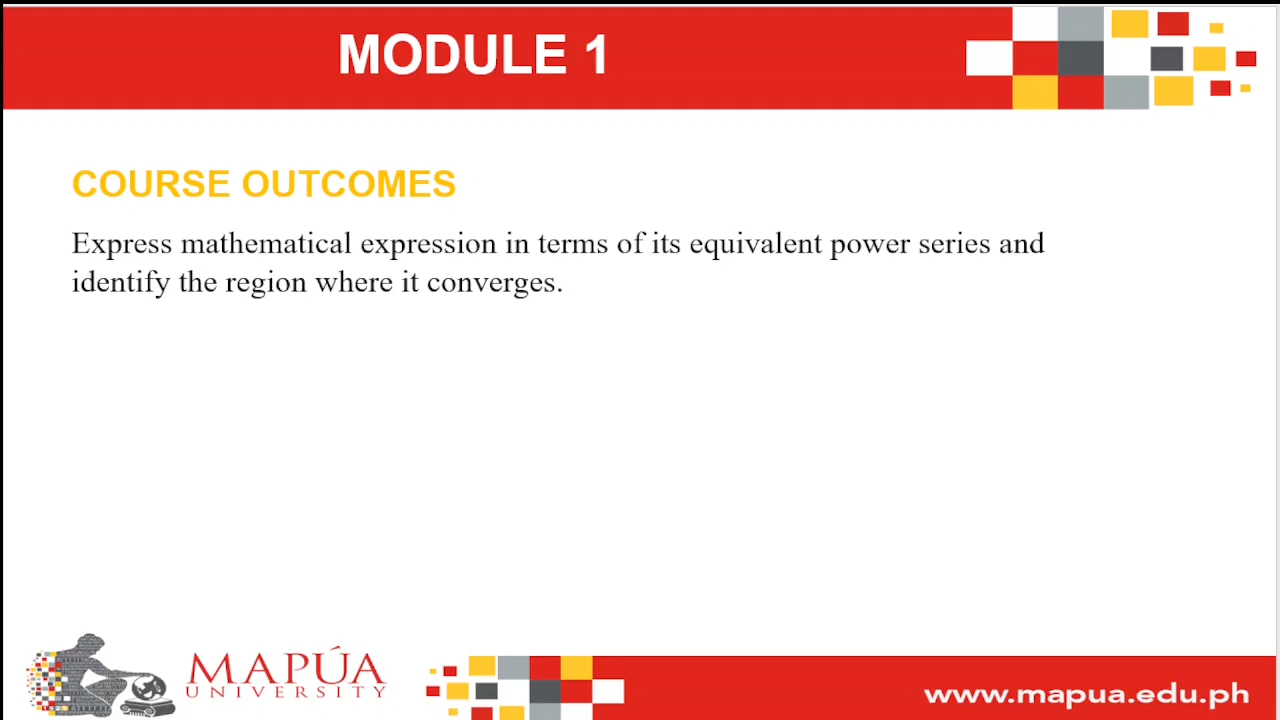 MODULE 1
COURSE OUTCOMES
Express mathematical expression in terms of its equivalent power series and
identify the region where it converges.
MAPÚA
UNIVERSITY
www.mapua.edu.ph